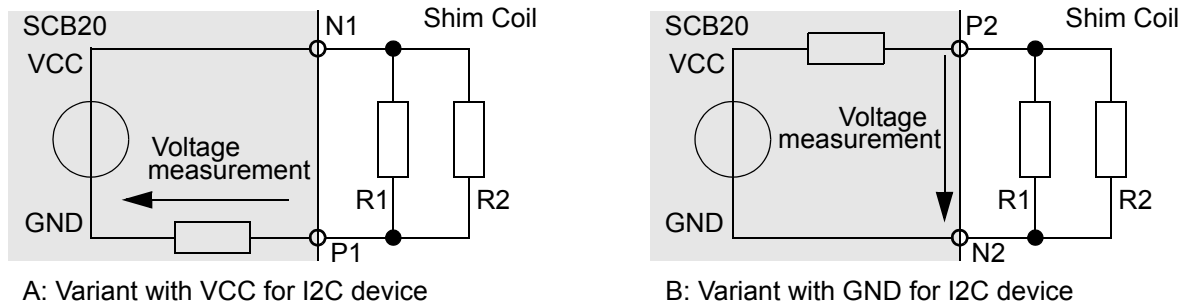 SCB20
N1
Shim Coil
VCC
Voltage
measurement
R1
R2
GND
P1
A: Variant with VCC for I2C device
SCB20
P2
Shim Coil
VCC
Voltage
measurement
R1
R2
GND
N2
B: Variant with GND for I2C device